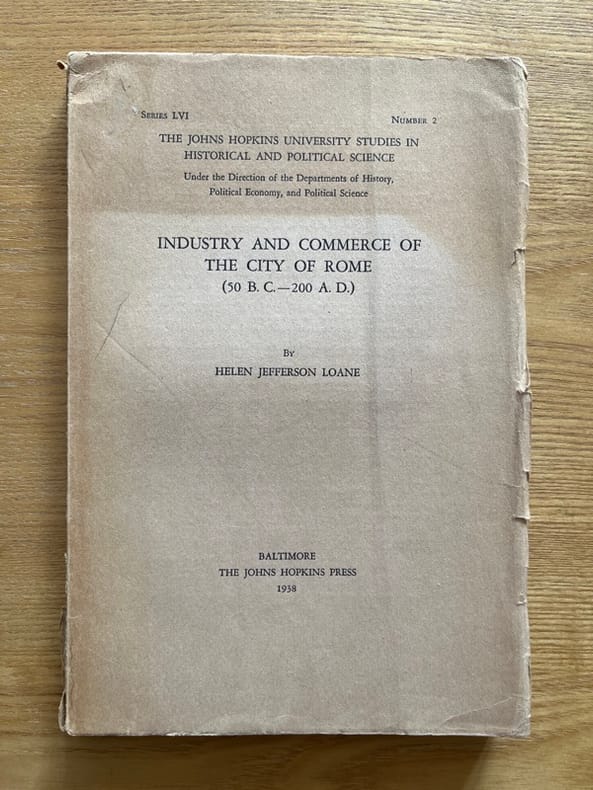 SERIES LVI
NUMBER 2
THE JOHNS HOPKINS UNIVERSITY STUDIES IN
HISTORICAL AND POLITICAL SCIENCE
Under the Direction of the Departments of History,
Political Economy, and Political Science
INDUSTRY AND COMMERCE OF
THE CITY OF ROME
(50 B. C.—200 A. D.)
BY
HELEN JEFFERSON LOANE
BALTIMORE
THE JOHNS HOPKINS PRESS
1938